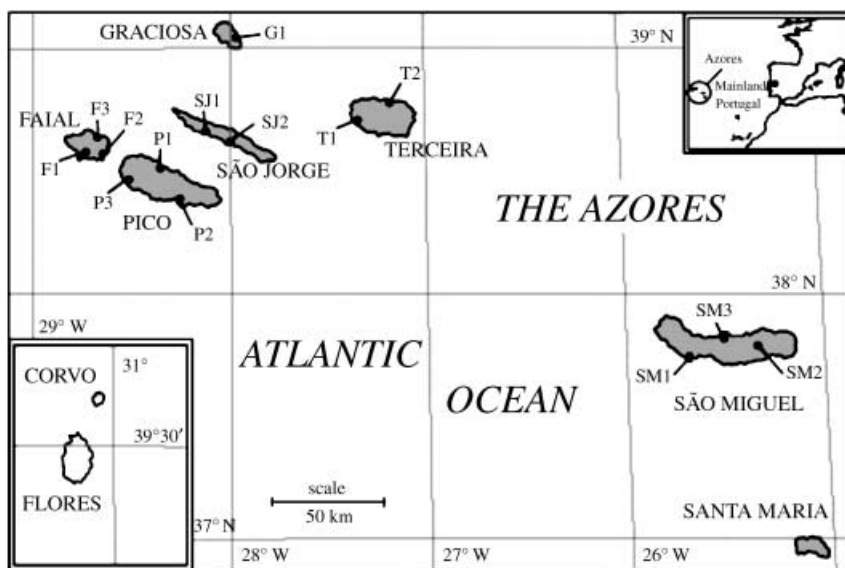 GRACIOSA
G1
39° N
Azores
Mainland
Portugal
T2
T1
TERCEIRA
SJ1
SJ2
SÃO JORGE
FAIAL
F3
F2
F1
P1
P3
P2
PICO
THE AZORES
38° N
29° W
ATLANTIC
OCEAN
SM3
SM1
SM2
SÃO MIGUEL
CORVO
31°
39°30′
FLORES
scale
50 km
SANTA MARIA
37° N
28° W
27° W
26° W